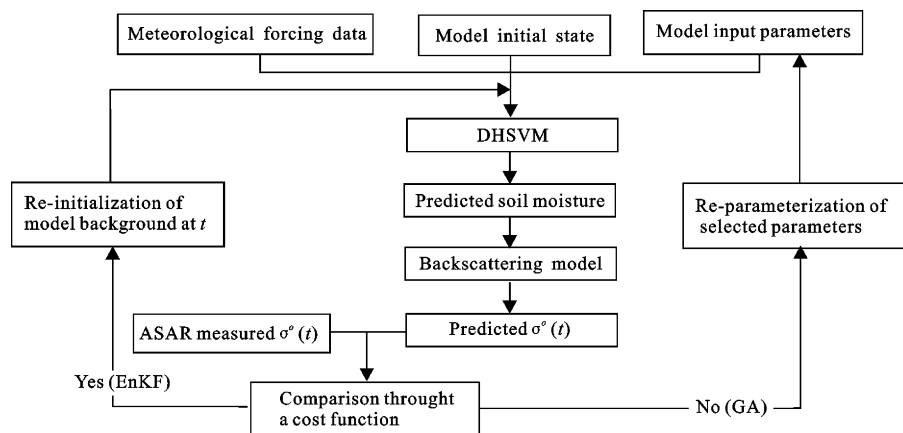 Meteorological forcing data
Model initial state
Model input parameters
DHSVM
Re-initialization of
model background at t
Predicted soil moisture
Re-parameterization of
selected parameters
Backscattering model
ASAR measured σ° (t)
Predicted σ° (t)
Yes (EnKF)
Comparison throught
a cost function
No (GA)